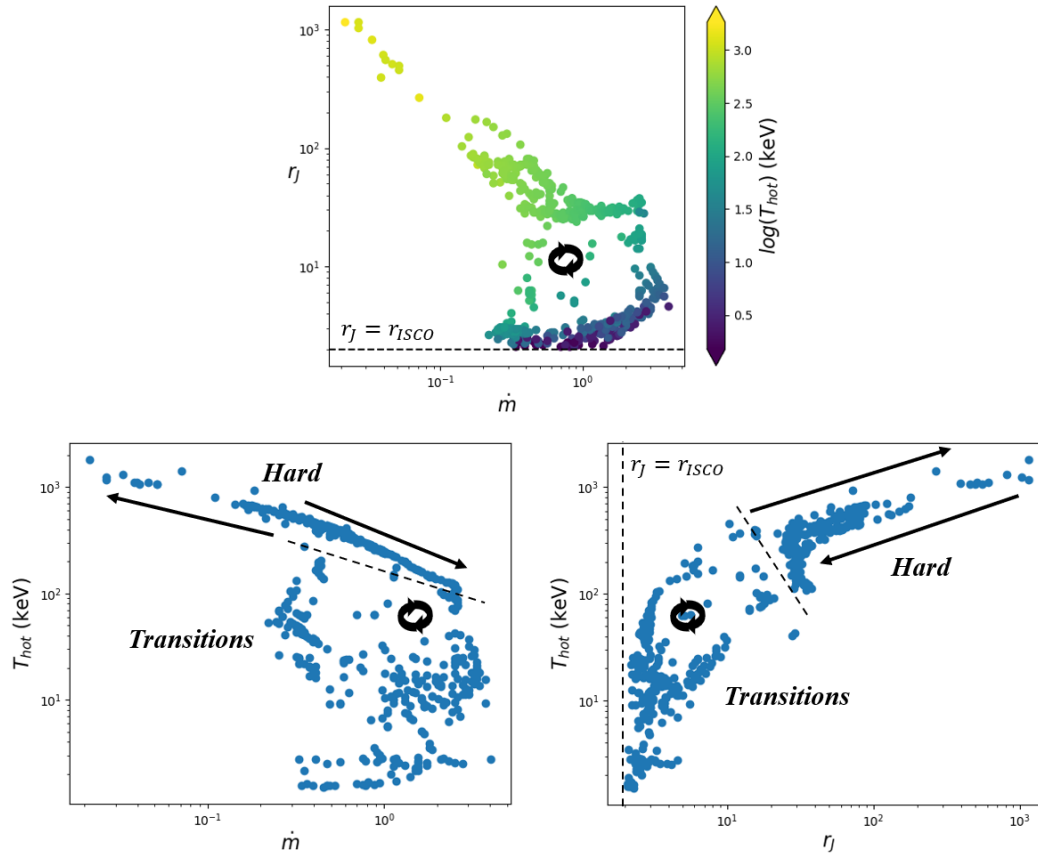 10³
10²
10¹
r_J
r_J = r_ISCO
10⁻¹
10⁰
ṁ
3.0
2.5
2.0
1.5
1.0
0.5
log(T_hot) (keV)
Hard
Transitions
10³
10²
10¹
T_hot (keV)
10⁻¹
10⁰
ṁ
r_J = r_ISCO
Hard
Transitions
10³
10²
10¹
T_hot (keV)
10¹
10²
10³
r_J